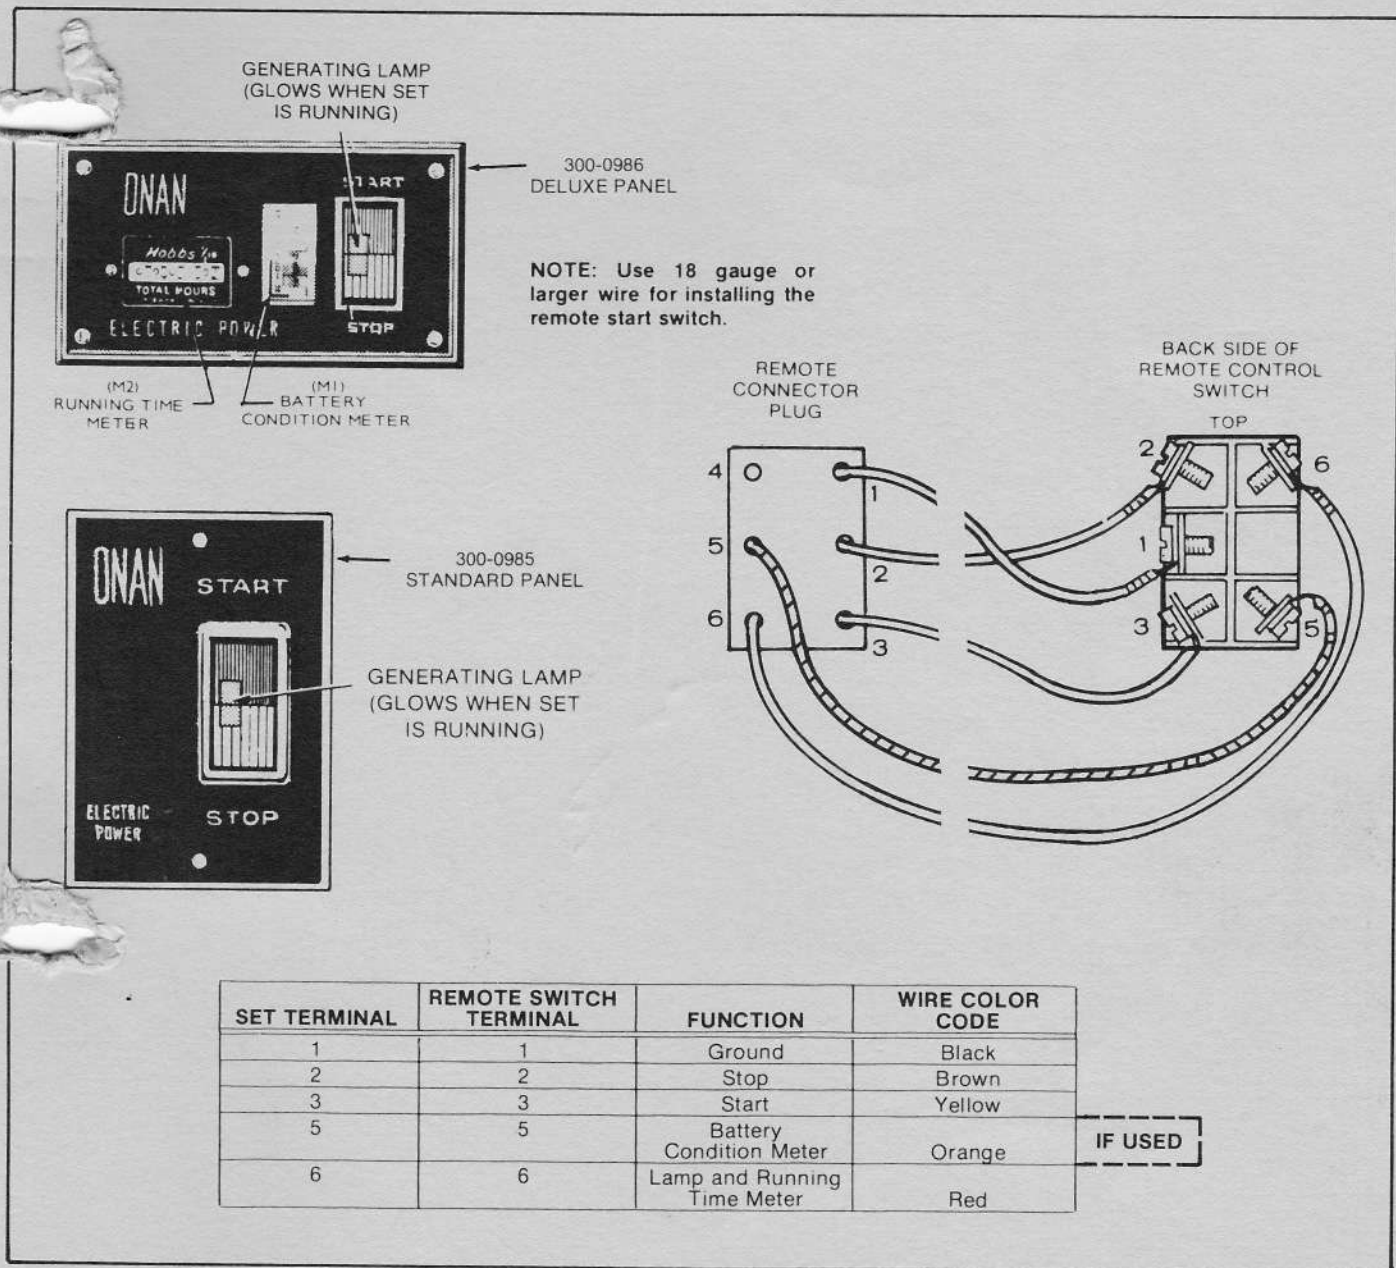 GENERATING LAMP
(GLOWS WHEN SET
IS RUNNING)
ONAN
START
Hobbs
TOTAL HOURS
STOP
ELECTRIC POWER
300-0986
DELUXE PANEL
(M2)
RUNNING TIME
METER
(M1)
BATTERY
CONDITION METER
NOTE: Use 18 gauge or
larger wire for installing the
remote start switch.
ONAN
START
STOP
ELECTRIC
POWER
300-0985
STANDARD PANEL
GENERATING LAMP
(GLOWS WHEN SET
IS RUNNING)
REMOTE
CONNECTOR
PLUG
4
1
5
2
6
3
BACK SIDE OF
REMOTE CONTROL
SWITCH
TOP
2
6
1
3
5
SET TERMINAL REMOTE SWITCH TERMINAL FUNCTION WIRE COLOR CODE
1 1 Ground Black
2 2 Stop Brown
3 3 Start Yellow
5 5 Battery Condition Meter Orange
IF USED
6 6 Lamp and Running Time Meter Red